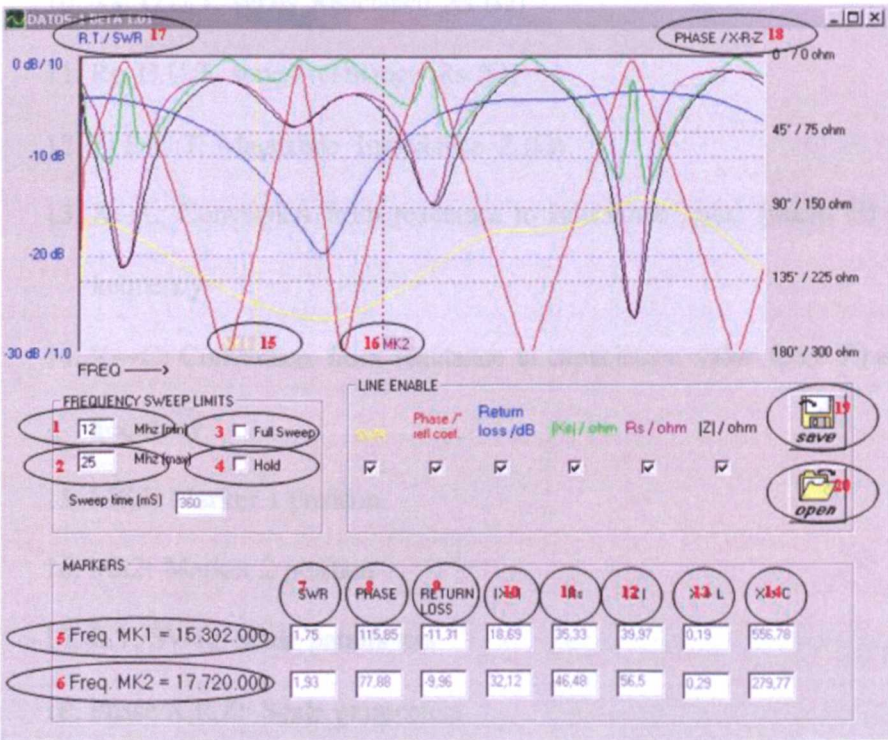 DATOS-1 BETA 1.01
R.T./ SWR 17
PHASE / X-R-Z 18
0 dB / 10
0° / 0 ohm
45° / 75 ohm
-10 dB
90° / 150 ohm
-20 dB
135° / 225 ohm
15
16 MK2
-30 dB / 1.0
180° / 300 ohm
FREQ
LINE ENABLE
FREQUENCY SWEEP LIMITS
1 12 Mhz (min) 3 Full Sweep
2 25 Mhz (max) 4 Hold
Sweep time (mS) 360
Phase /° refl coef.
Return loss /dB
|Xs| / ohm
Rs / ohm
|Z| / ohm
19
save
20
open
MARKERS
7 SWR
8 PHASE
9 RETURN LOSS
10
11
12
13
14
5 Freq. MK1 = 15.302.000 1,75 115,85 -11,31 18,69 35,33 39,97 0,19 556,78
6 Freq. MK2 = 17.720.000 1,93 77,88 -9,96 32,12 46,48 56,5 0,29 279,77